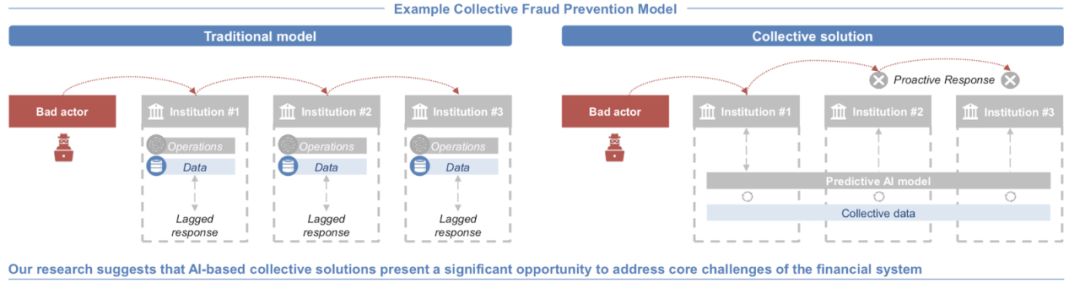 Example Collective Fraud Prevention Model
Traditional model
Bad actor
Institution #1
Institution #2
Institution #3
Operations
Operations
Operations
Data
Data
Data
Lagged
response
Lagged
response
Lagged
response
Collective solution
Proactive Response
Bad actor
Institution #1
Institution #2
Institution #3
Predictive AI model
Collective data
Our research suggests that AI-based collective solutions present a significant opportunity to address core challenges of the financial system